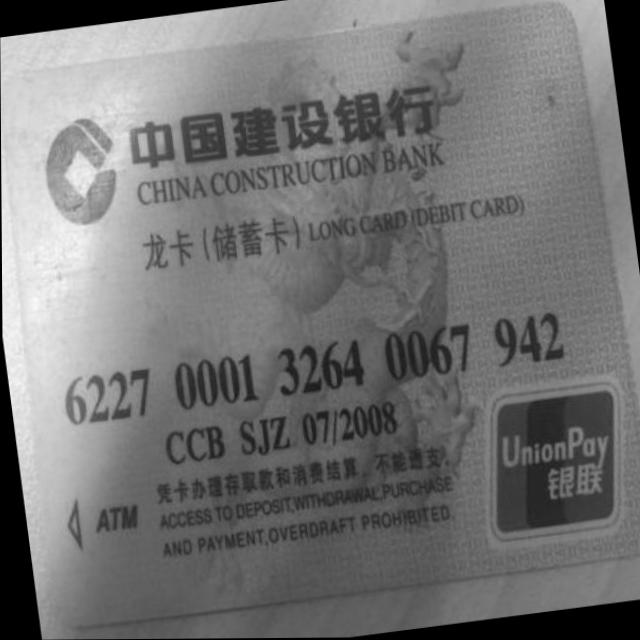 中国建设银行
CHINA CONSTRUCTION BANK
龙卡(储蓄卡) LONG CARD (DEBIT CARD)
6227 0001 3264 0067 942
CCB SJZ 07/2008
凭卡办理存取款和消费结算,不能透支.
ATM ACCESS TO DEPOSIT,WITHDRAWAL,PURCHASE
AND PAYMENT,OVERDRAFT PROHIBITED
UnionPay
银联